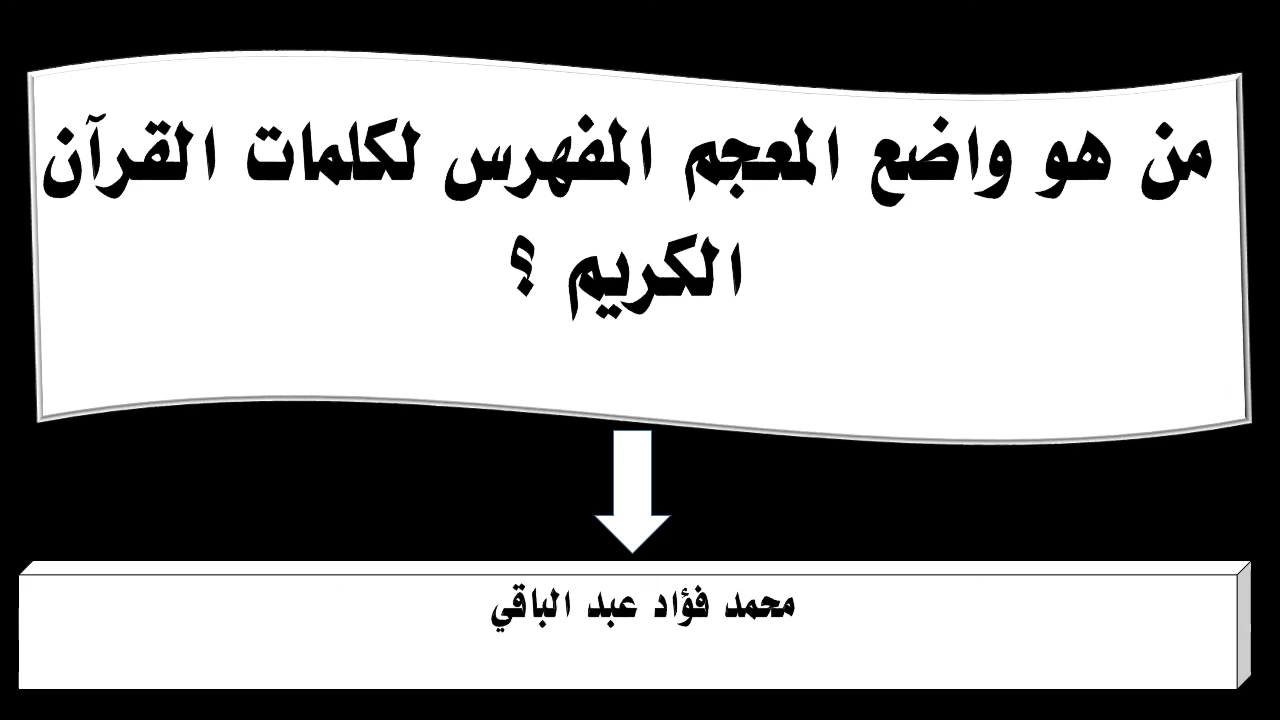 من هو واضع المعجم المفهرس لكلمات القرآن
الكريم ؟
محمد فؤاد عبد الباقي